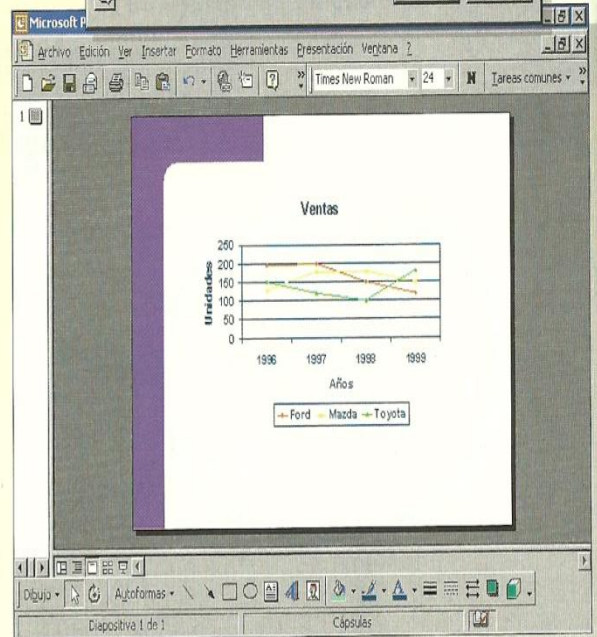 Microsoft P
Archivo Edición Ver Insertar Formato Herramientas Presentación Ventana ?
Times New Roman 24 N Tareas comunes
1
Ventas
Unidades
250
200
150
100
50
0
1996 1997 1998 1999
Años
Ford Mazda Toyota
Dibujo Autoformas
Diapositiva 1 de 1 Cápsulas